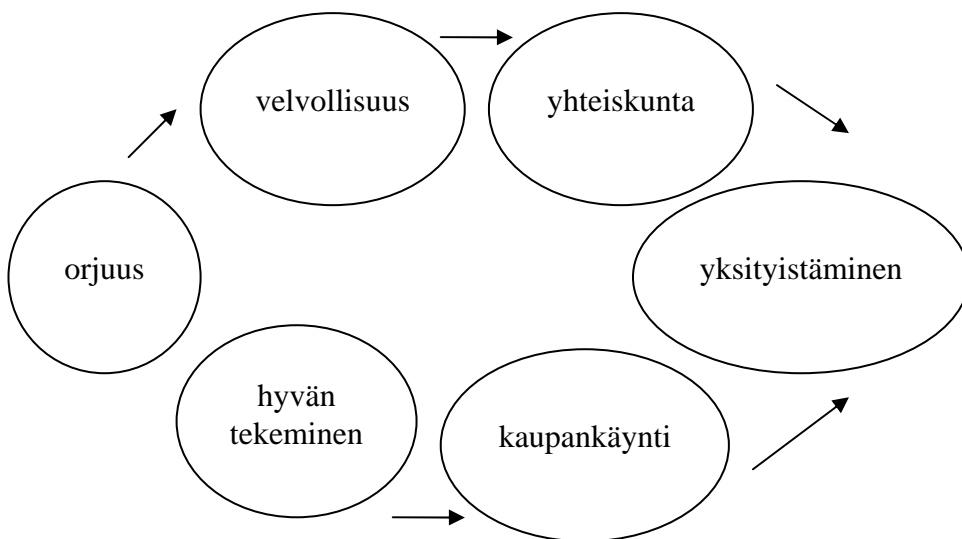 velvollisuus
yhteiskunta
orjuus
yksityistäminen
hyvän
tekeminen
kaupankäynti